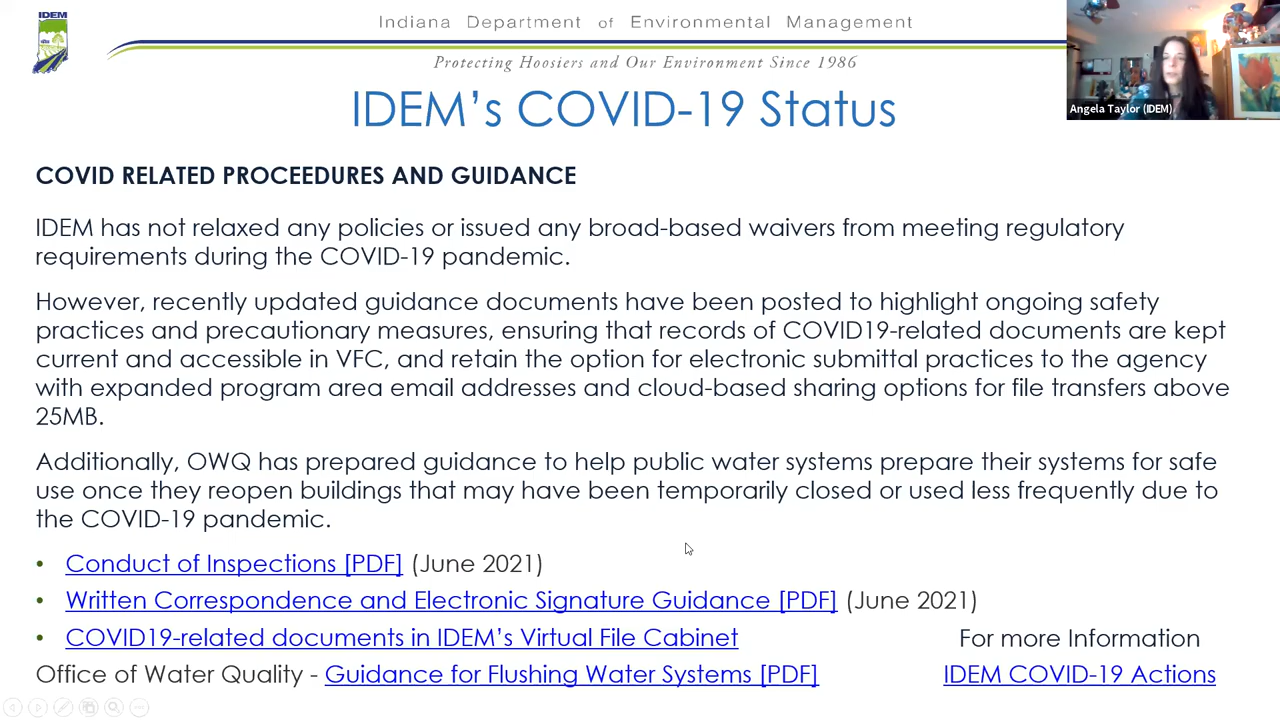 IDEM
Indiana Department of Environmental Management
Protecting Hoosiers and Our Environment Since 1986
Angela Taylor (IDEM)
IDEM's COVID-19 Status
COVID RELATED PROCEEDURES AND GUIDANCE
IDEM has not relaxed any policies or issued any broad-based waivers from meeting regulatory
requirements during the COVID-19 pandemic.
However, recently updated guidance documents have been posted to highlight ongoing safety
practices and precautionary measures, ensuring that records of COVID19-related documents are kept
current and accessible in VFC, and retain the option for electronic submittal practices to the agency
with expanded program area email addresses and cloud-based sharing options for file transfers above
25MB.
Additionally, OWQ has prepared guidance to help public water systems prepare their systems for safe
use once they reopen buildings that may have been temporarily closed or used less frequently due to
the COVID-19 pandemic.
• Conduct of Inspections [PDF] (June 2021)
• Written Correspondence and Electronic Signature Guidance [PDF] (June 2021)
• COVID19-related documents in IDEM's Virtual File Cabinet
For more Information
Office of Water Quality - Guidance for Flushing Water Systems [PDF]
IDEM COVID-19 Actions